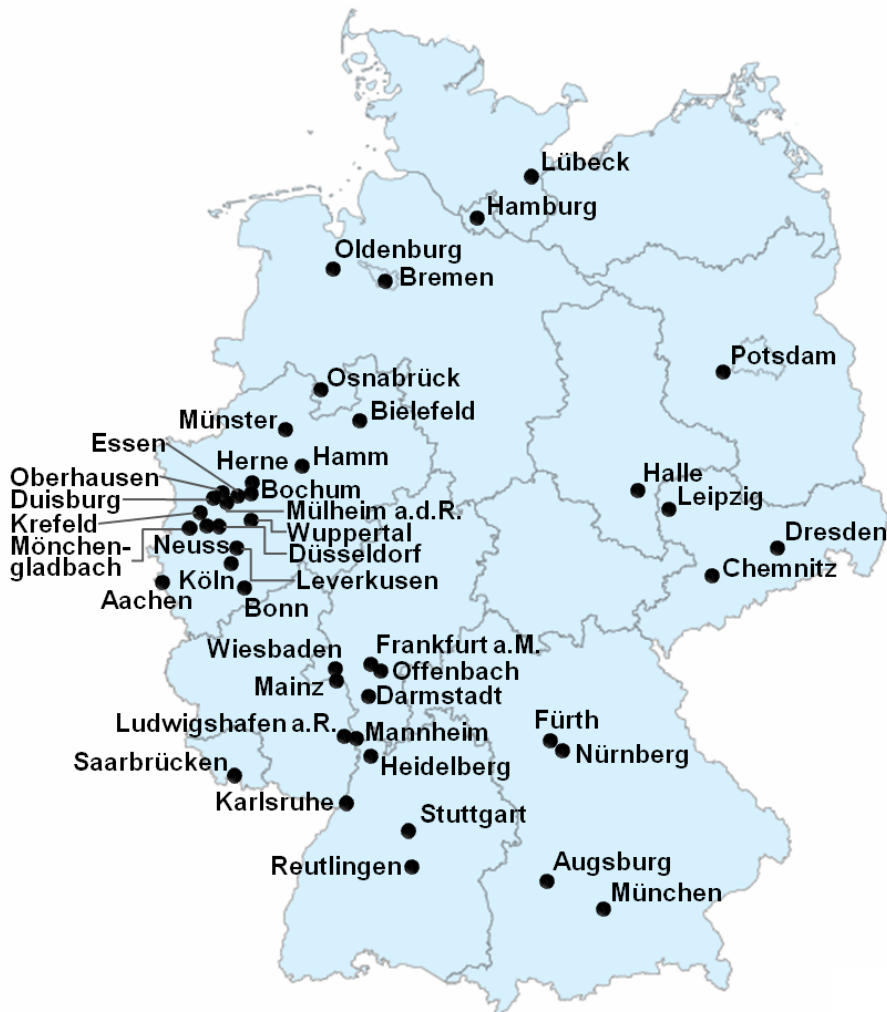 Lübeck
Hamburg
Oldenburg
Bremen
Potsdam
Osnabrück
Bielefeld
Münster
Essen
Herne
Hamm
Oberhausen
Bochum
Duisburg
Halle
Leipzig
Krefeld
Mülheim a.d.R.
Mönchen-
gladbach
Wuppertal
Neuss
Düsseldorf
Dresden
Köln
Leverkusen
Chemnitz
Aachen
Bonn
Wiesbaden
Frankfurt a.M.
Offenbach
Mainz
Darmstadt
Ludwigshafen a.R.
Mannheim
Fürth
Nürnberg
Saarbrücken
Heidelberg
Karlsruhe
Stuttgart
Reutlingen
Augsburg
München